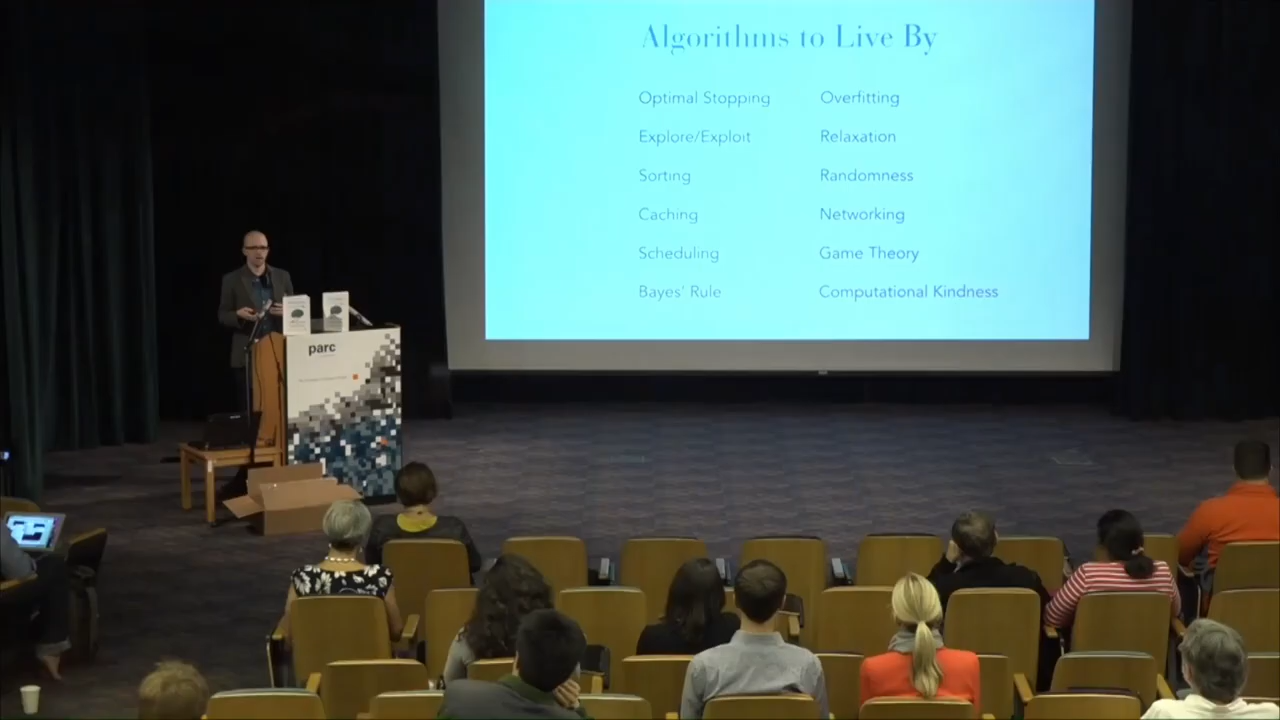 Algorithms to Live By
Optimal Stopping
Explore/Exploit
Sorting
Caching
Scheduling
Bayes' Rule
Overfitting
Relaxation
Randomness
Networking
Game Theory
Computational Kindness
parc